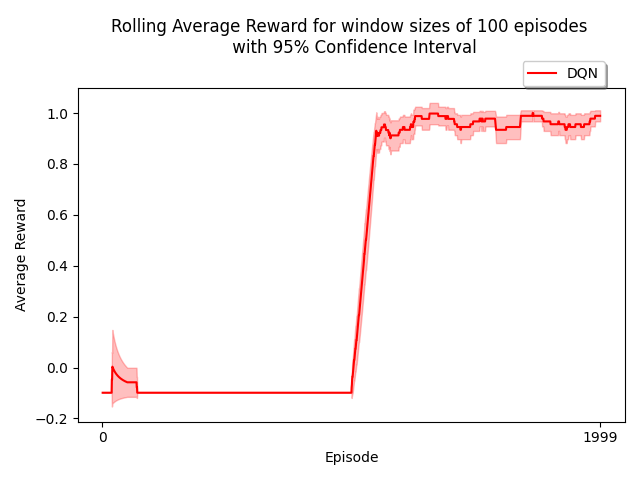 Rolling Average Reward for window sizes of 100 episodes
with 95% Confidence Interval
DQN
1.0
0.8
0.6
0.4
0.2
0.0
−0.2
Average Reward
0
1999
Episode